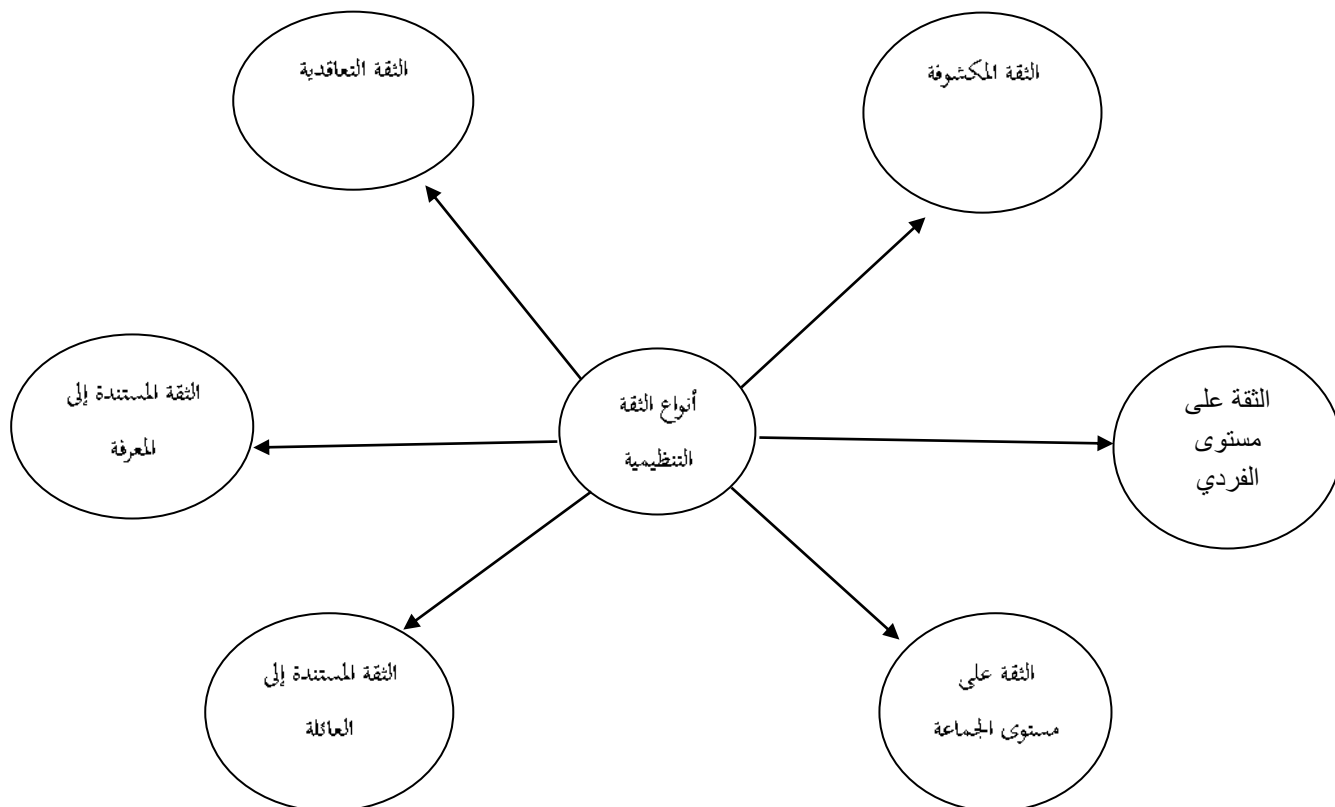 الثقة المكشوفة
الثقة التعاقدية
الثقة على
مستوى
الفردي
أنواع الثقة
التنظيمية
الثقة المستندة إلى
المعرفة
الثقة على
مستوى الجماعة
الثقة المستندة إلى
العائلة